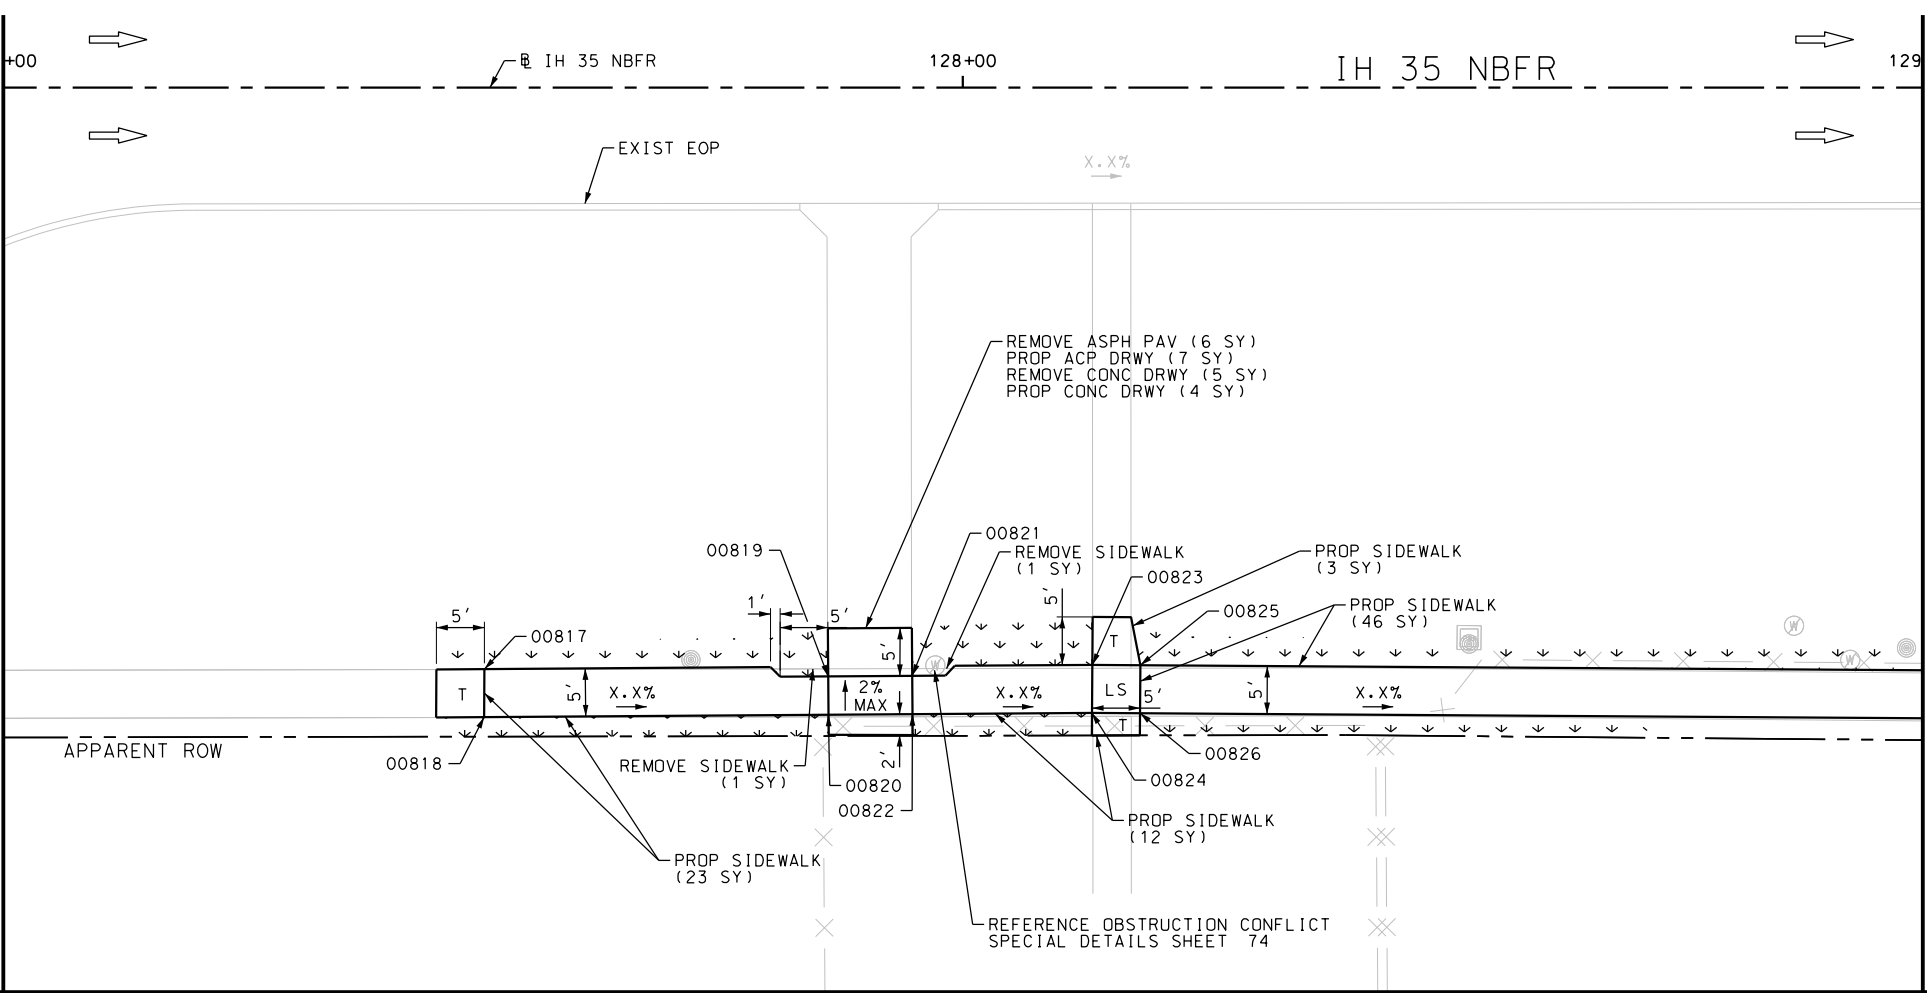 +00
BL IH 35 NBFR
128+00
IH 35 NBFR
129
EXIST EOP
X.X%
REMOVE ASPH PAV (6 SY)
PROP ACP DRWY (7 SY)
REMOVE CONC DRWY (5 SY)
PROP CONC DRWY (4 SY)
00819
00821
REMOVE SIDEWALK
(1 SY)
00823
PROP SIDEWALK
(3 SY)
5'
1'
5'
5'
00817
00825
PROP SIDEWALK
(46 SY)
W
T
5'
W
W
T
5'
X.X%
2%
MAX
X.X%
LS
5'
5'
X.X%
T
APPARENT ROW
00818
REMOVE SIDEWALK
(1 SY)
2'
00820
00822
00826
00824
PROP SIDEWALK
(12 SY)
PROP SIDEWALK
(23 SY)
REFERENCE OBSTRUCTION CONFLICT
SPECIAL DETAILS SHEET 74